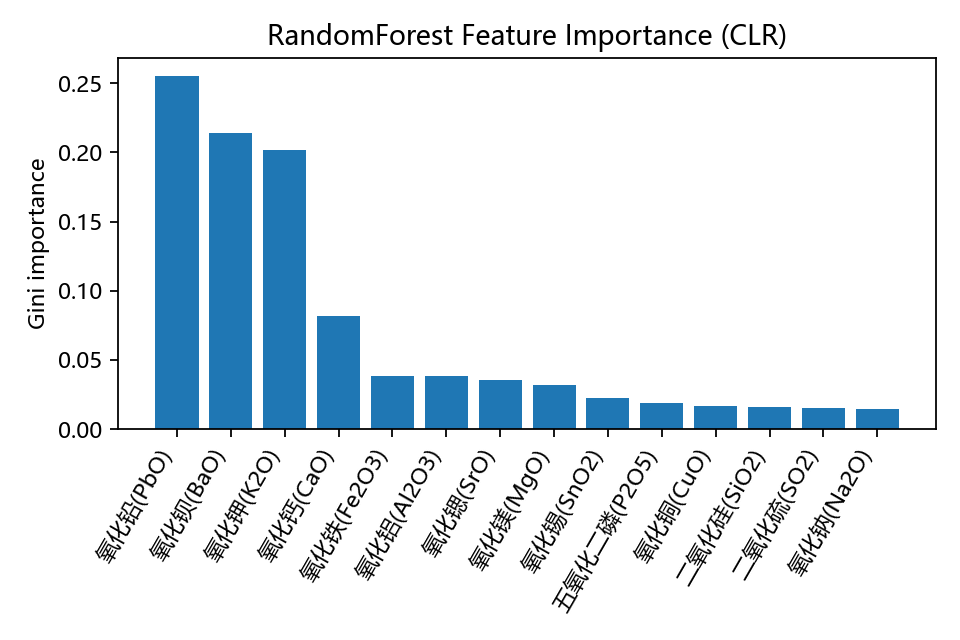 RandomForest Feature Importance (CLR)
Gini importance
0.25
0.20
0.15
0.10
0.05
0.00
氧化铅(PbO)
氧化钡(BaO)
氧化钾(K2O)
氧化钙(CaO)
氧化铁(Fe2O3)
氧化铝(Al2O3)
氧化锶(SrO)
氧化镁(MgO)
氧化锡(SnO2)
五氧化二磷(P2O5)
氧化铜(CuO)
二氧化硅(SiO2)
二氧化硫(SO2)
氧化钠(Na2O)